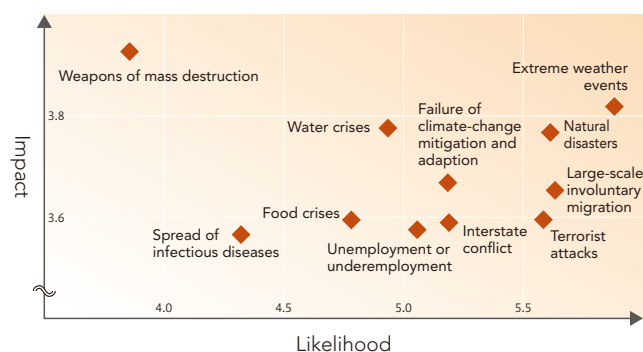 Impact
3.8
3.6
Weapons of mass destruction
Extreme weather
events
Water crises
Failure of
climate-change
mitigation and
adaption
Natural
disasters
Large-scale
involuntary
migration
Food crises
Spread of
infectious diseases
Unemployment or
underemployment
Interstate
conflict
Terrorist
attacks
4.0
4.5
5.0
5.5
Likelihood